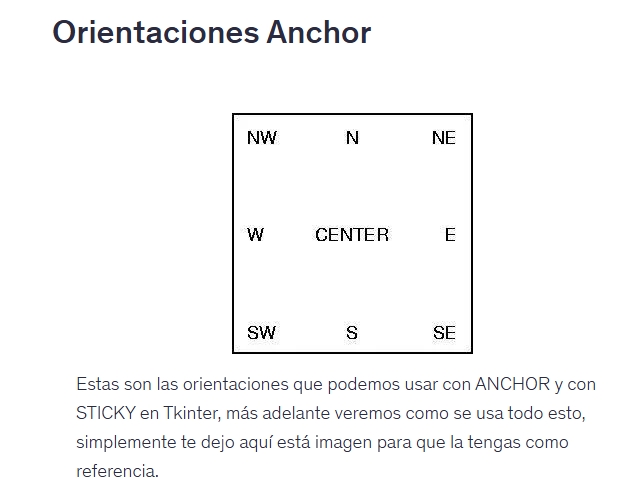 Orientaciones Anchor
NW N NE
W CENTER E
SW S SE
Estas son las orientaciones que podemos usar con ANCHOR y con
STICKY en Tkinter, más adelante veremos como se usa todo esto,
simplemente te dejo aquí está imagen para que la tengas como
referencia.